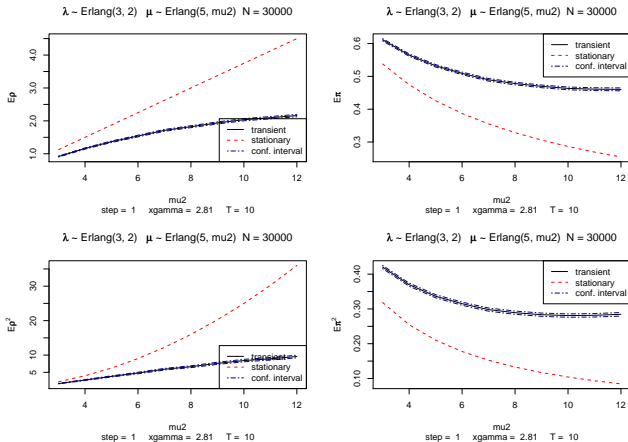 λ ~ Erlang(3, 2) μ ~ Erlang(5, mu2) N = 30000
Eρ
1.0 2.0 3.0 4.0
transient
stationary
conf. interval
4 6 8 10 12
mu2
step = 1 xgamma = 2.81 T = 10
λ ~ Erlang(3, 2) μ ~ Erlang(5, mu2) N = 30000
Eπ
0.3 0.4 0.5 0.6
transient
stationary
conf. interval
4 6 8 10 12
mu2
step = 1 xgamma = 2.81 T = 10
λ ~ Erlang(3, 2) μ ~ Erlang(5, mu2) N = 30000
Eρ²
5 10 20 30
transient
stationary
conf. interval
4 6 8 10 12
mu2
step = 1 xgamma = 2.81 T = 10
λ ~ Erlang(3, 2) μ ~ Erlang(5, mu2) N = 30000
Eπ²
0.10 0.20 0.30 0.40
transient
stationary
conf. interval
4 6 8 10 12
mu2
step = 1 xgamma = 2.81 T = 10